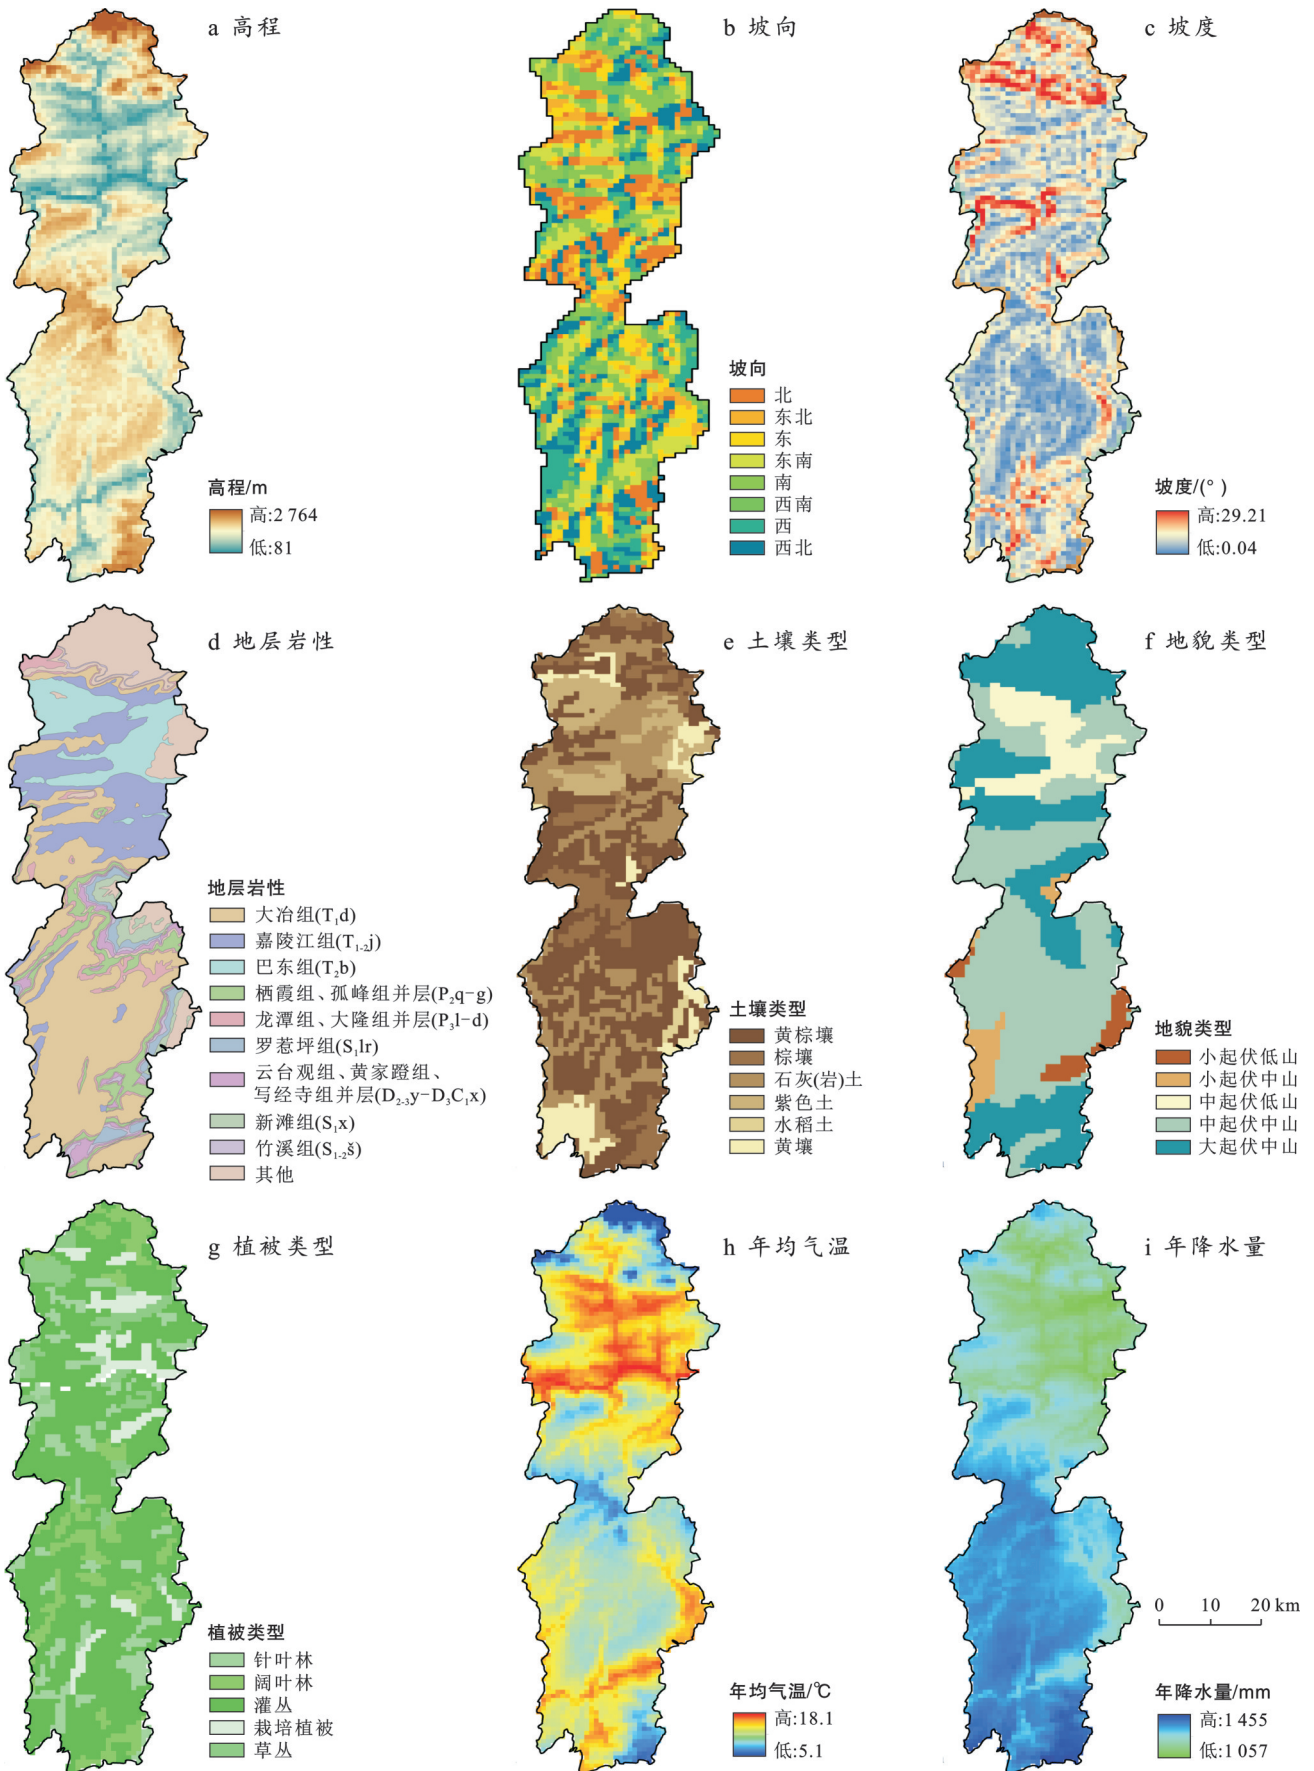 a 高程
高程/m
高:2 764
低:81
b 坡向
坡向
北
东北
东
东南
南
西南
西
西北
c 坡度
坡度/(°)
高:29.21
低:0.04
d 地层岩性
地层岩性
大冶组(T₁d)
嘉陵江组(T₁₋₂j)
巴东组(T₂b)
栖霞组、孤峰组并层(P₂q-g)
龙潭组、大隆组并层(P₃l-d)
罗惹坪组(S₁lr)
云台观组、黄家蹬组、
写经寺组并层(D₂₋₃y-D₃C₁x)
新滩组(S₁x)
竹溪组(S₁₋₂š)
其他
e 土壤类型
土壤类型
黄棕壤
棕壤
石灰(岩)土
紫色土
水稻土
黄壤
f 地貌类型
地貌类型
小起伏低山
小起伏中山
中起伏低山
中起伏中山
大起伏中山
g 植被类型
植被类型
针叶林
阔叶林
灌丛
栽培植被
草丛
h 年均气温
年均气温/℃
高:18.1
低:5.1
i 年降水量
0 10 20 km
年降水量/mm
高:1 455
低:1 057